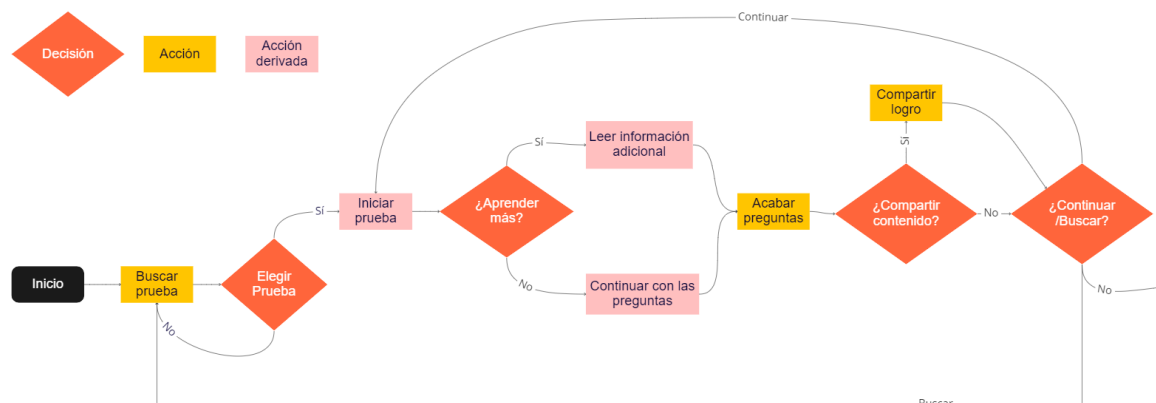 Continuar
Decisión
Acción
Acción
derivada
Compartir
logro
Leer información
adicional
Sí
Sí
¿Aprender
más?
Iniciar
prueba
Sí
Acabar
preguntas
¿Compartir
contenido?
No
¿Continuar
/Buscar?
Inicio
Buscar
prueba
Elegir
Prueba
No
Continuar con las
preguntas
No
No
Buscar